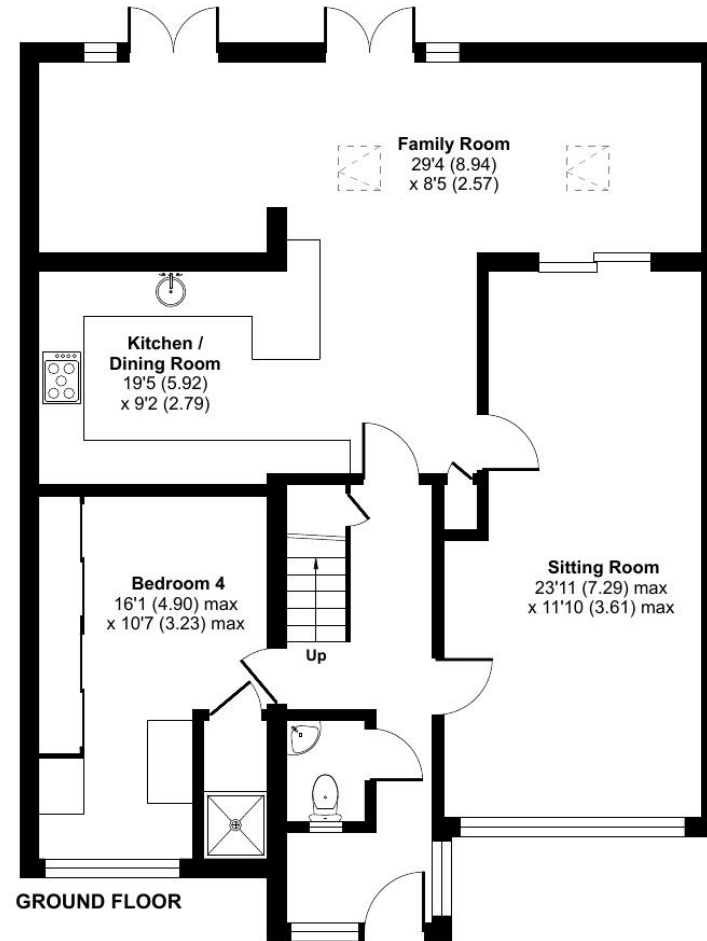 Family Room
29'4 (8.94)
x 8'5 (2.57)
Kitchen /
Dining Room
19'5 (5.92)
x 9'2 (2.79)
Bedroom 4
16'1 (4.90) max
x 10'7 (3.23) max
Up
Sitting Room
23'11 (7.29) max
x 11'10 (3.61) max
GROUND FLOOR